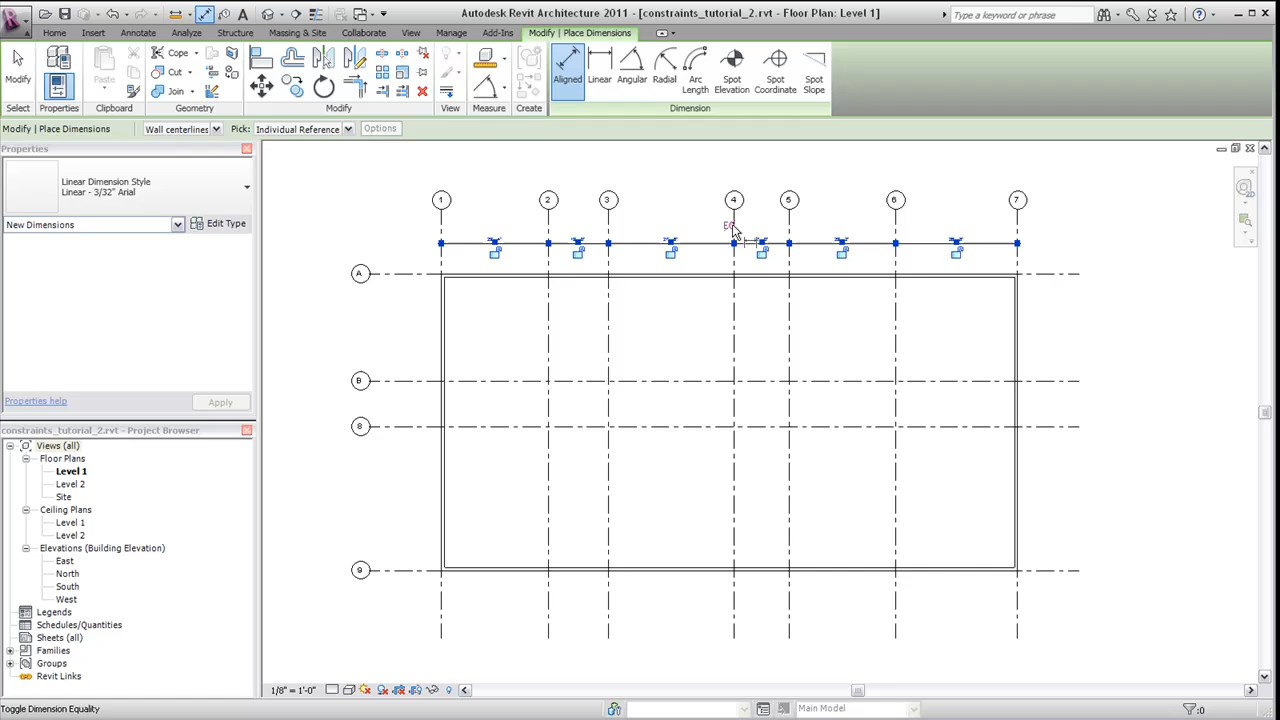 Autodesk Revit Architecture 2011 - [constraints_tutorial_2.rvt - Floor Plan: Level 1]
Type a keyword or phrase
Home Insert Annotate Analyze Structure Massing & Site Collaborate View Manage Add-Ins Modify | Place Dimensions
Modify Paste Cope Cut Join Aligned Linear Angular Radial Arc Length Spot Elevation Spot Coordinate Spot Slope
Select Properties Clipboard Geometry Modify View Measure Create Dimension
Modify | Place Dimensions Wall centerlines Pick: Individual Reference Options
Properties
Linear Dimension Style
Linear - 3/32" Arial
New Dimensions Edit Type
Properties help Apply
constraints_tutorial_2.rvt - Project Browser
Views (all)
Floor Plans
Level 1
Level 2
Site
Ceiling Plans
Level 1
Level 2
Elevations (Building Elevation)
East
North
South
West
Legends
Schedules/Quantities
Sheets (all)
Families
Groups
Revit Links
1 2 3 4 5 6 7
A
B
8
9
1/8" = 1'-0"
Toggle Dimension Equality
Main Model
:0